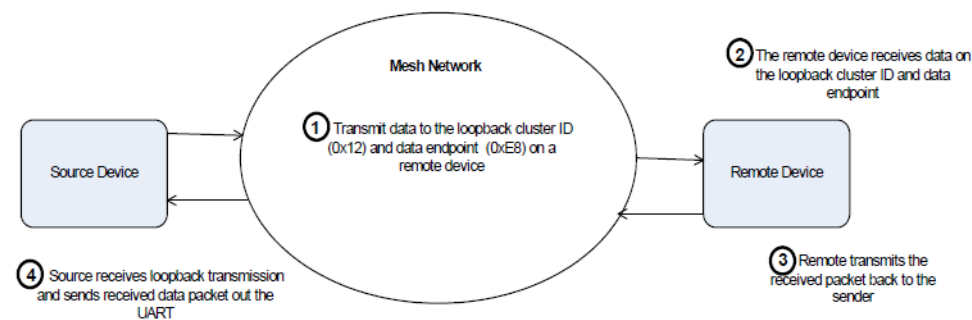 Mesh Network
1 Transmit data to the loopback cluster ID
(0x12) and data endpoint (0xE8) on a
remote device
2 The remote device receives data on
the loopback cluster ID and data
endpoint
Source Device
Remote Device
3 Remote transmits the
received packet back to the
sender
4 Source receives loopback transmission
and sends received data packet out the
UART